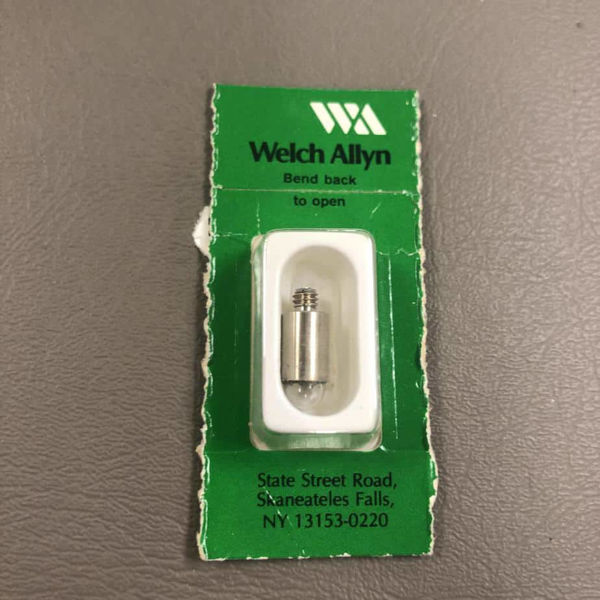 WA
Welch Allyn
Bend back
to open
State Street Road,
Skaneateles Falls,
NY 13153-0220